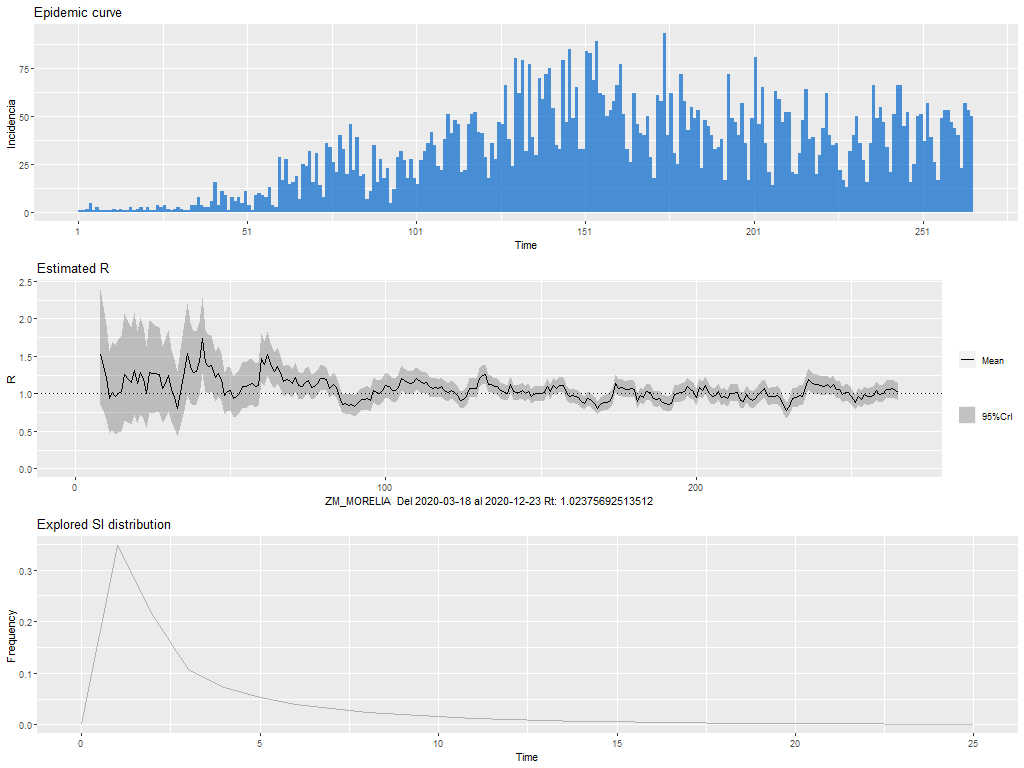 Epidemic curve
Incidencia
75
50
25
0
1
51
101
151
201
251
Time
Estimated R
R
2.5
2.0
1.5
1.0
0.5
0.0
0
100
200
Mean
95%CrI
ZM_MORELIA Del 2020-03-18 al 2020-12-23 Rt: 1.02375692513512
Explored SI distribution
Frequency
0.3
0.2
0.1
0.0
0
5
10
15
20
25
Time